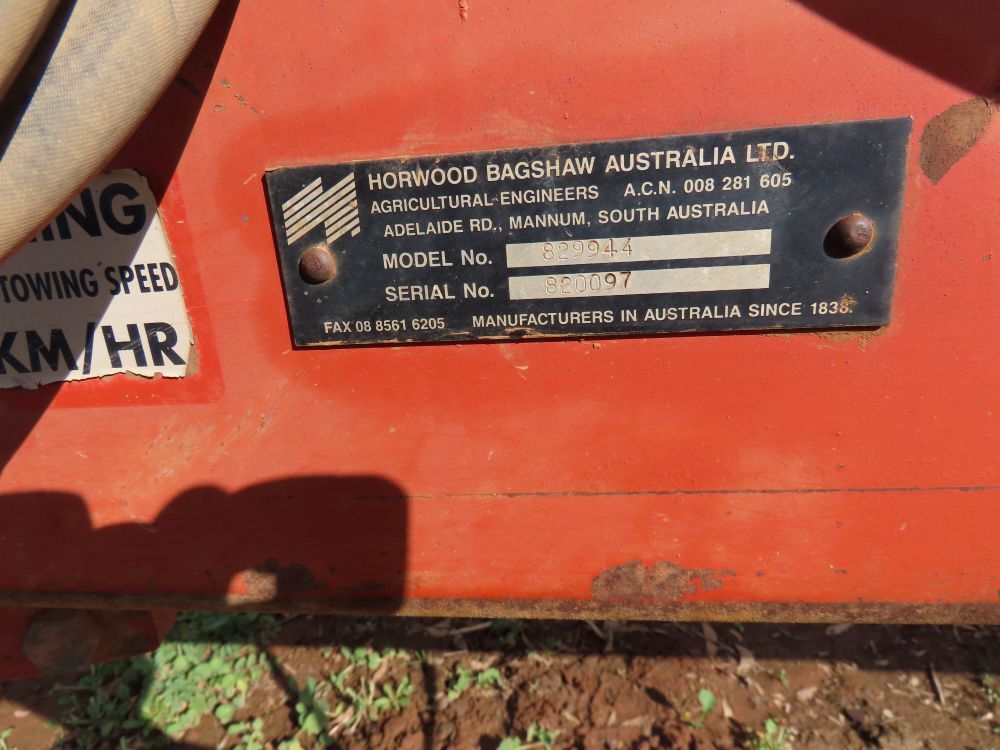 HORWOOD BAGSHAW AUSTRALIA LTD.
AGRICULTURAL ENGINEERS A.C.N. 008 281 605
ADELAIDE RD., MANNUM, SOUTH AUSTRALIA
MODEL No. 829944
SERIAL No. 820097
FAX 08 8561 6205 MANUFACTURERS IN AUSTRALIA SINCE 1838.
TOWING SPEED
KM/HR